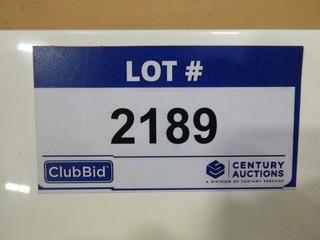 LOT #
2189
ClubBid
CENTURY
AUCTIONS
A DIVISION OF CENTURY SERVICES